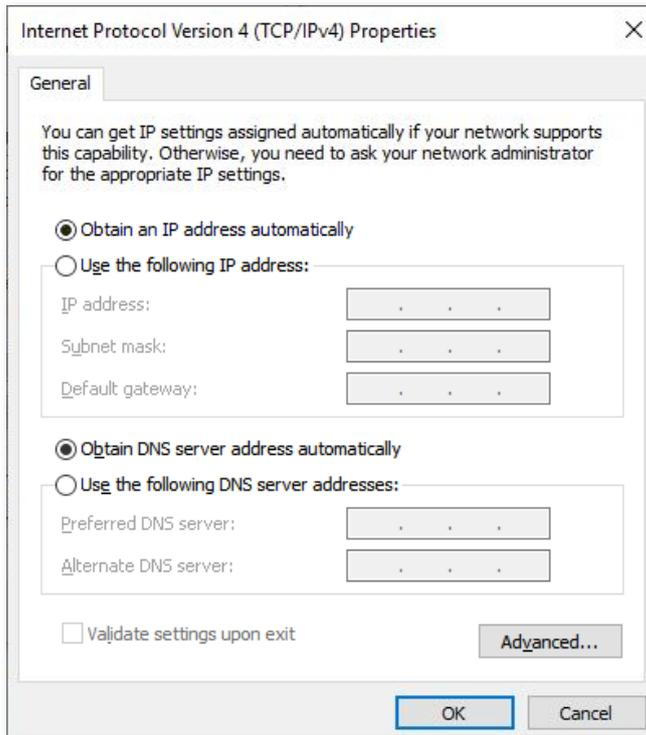 Internet Protocol Version 4 (TCP/IPv4) Properties
General
You can get IP settings assigned automatically if your network supports
this capability. Otherwise, you need to ask your network administrator
for the appropriate IP settings.
Obtain an IP address automatically
Use the following IP address:
IP address:
Subnet mask:
Default gateway:
Obtain DNS server address automatically
Use the following DNS server addresses:
Preferred DNS server:
Alternate DNS server:
Validate settings upon exit
Advanced...
OK Cancel